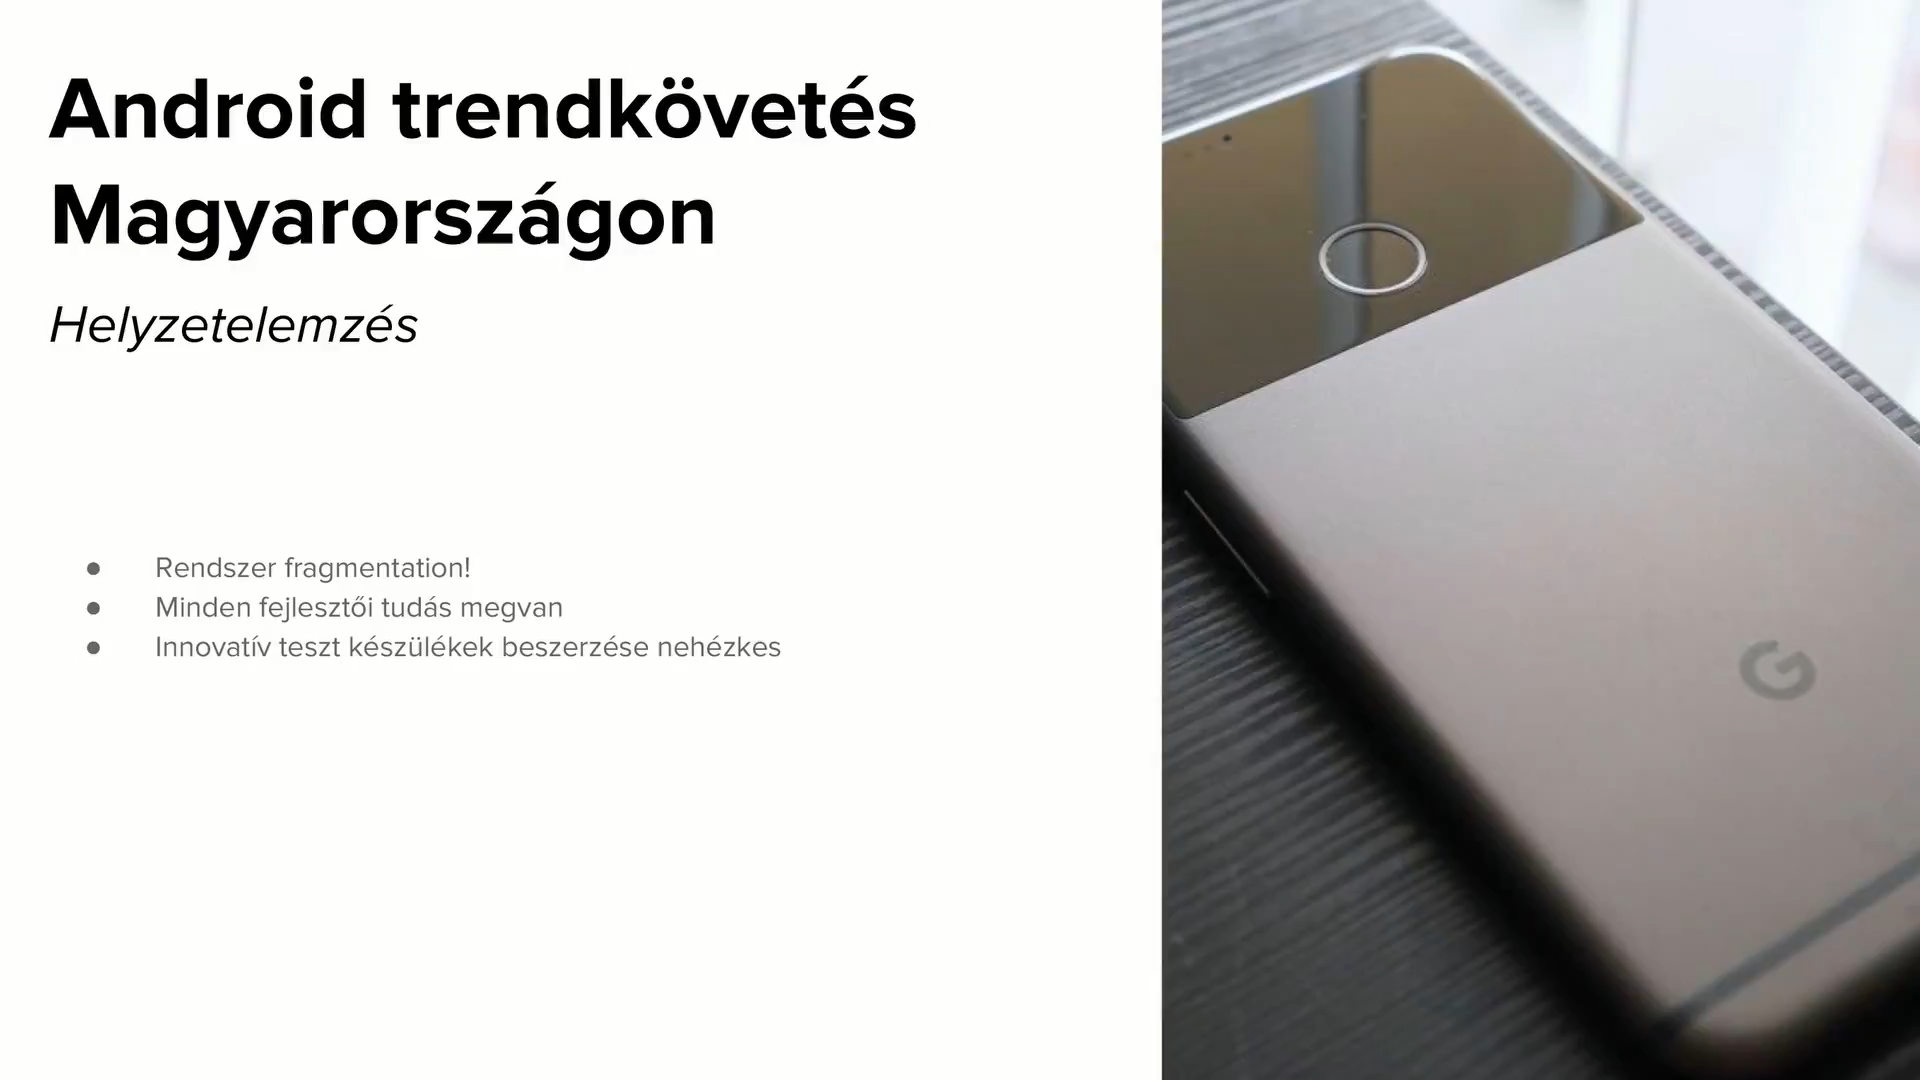 Android trendkövetés
Magyarországon
Helyzetelemzés
● Rendszer fragmentation!
● Minden fejlesztői tudás megvan
● Innovatív teszt készülékek beszerzése nehézkes
G